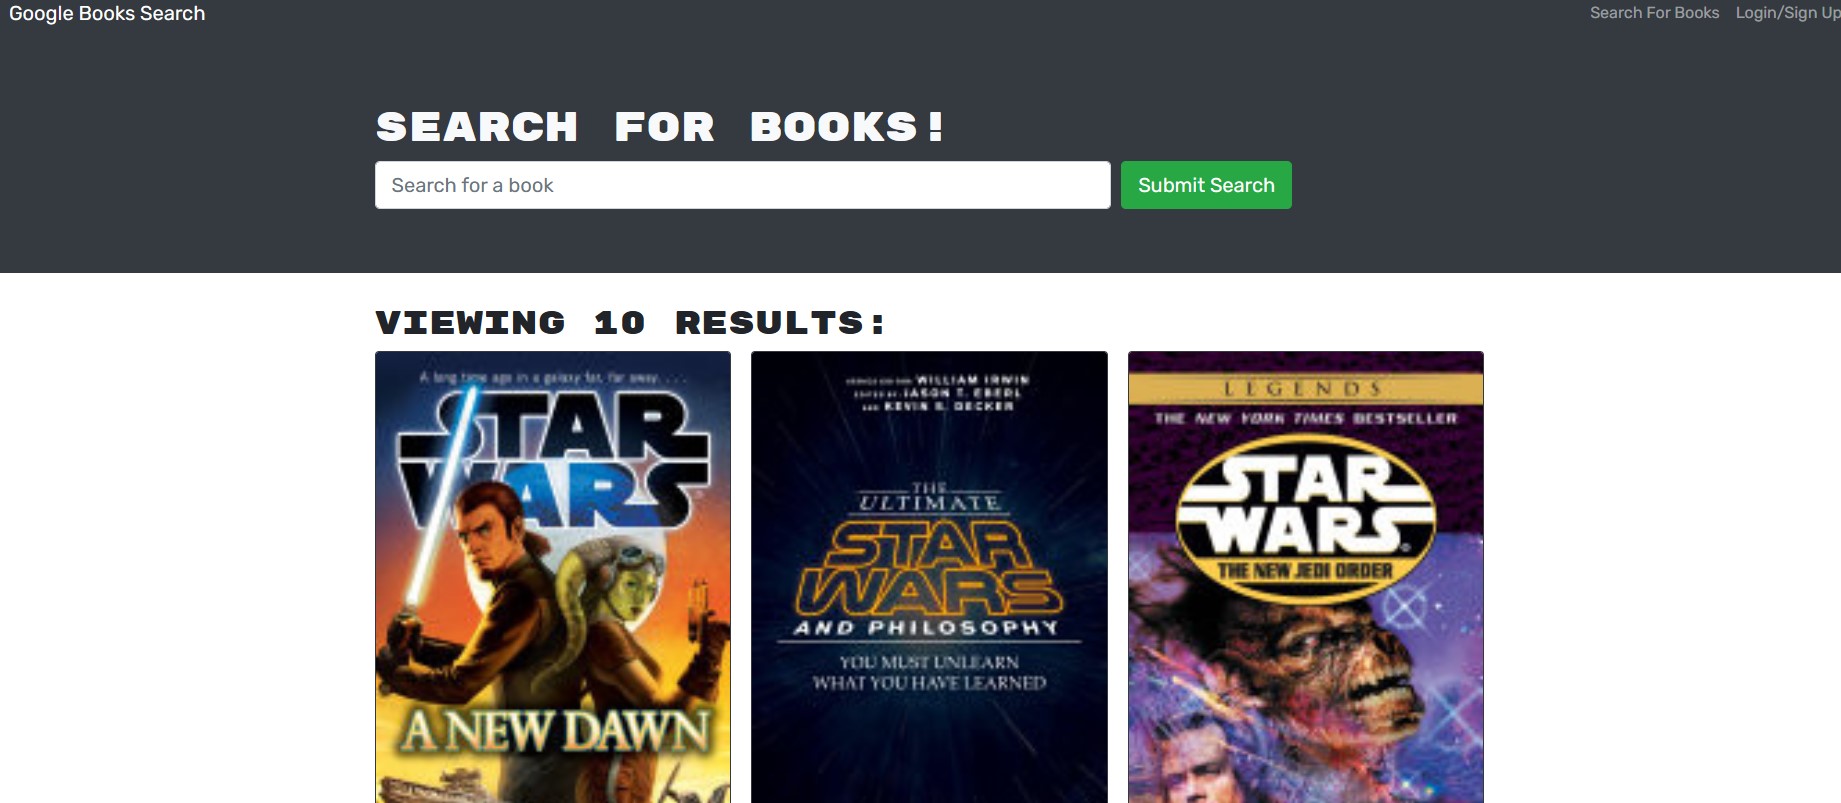 Google Books Search
Search For Books Login/Sign Up
SEARCH FOR BOOKS!
Search for a book
Submit Search
VIEWING 10 RESULTS:
A long time ago in a galaxy far, far away. . . .
STAR
WARS
A NEW DAWN
WILLIAM IRWIN
EDITED BY JASON T. EBERL
AND KEVIN S. DECKER
THE
ULTIMATE
STAR
WARS
AND PHILOSOPHY
YOU MUST UNLEARN
WHAT YOU HAVE LEARNED
LEGENDS
THE NEW YORK TIMES BESTSELLER
STAR
WARS
THE NEW JEDI ORDER